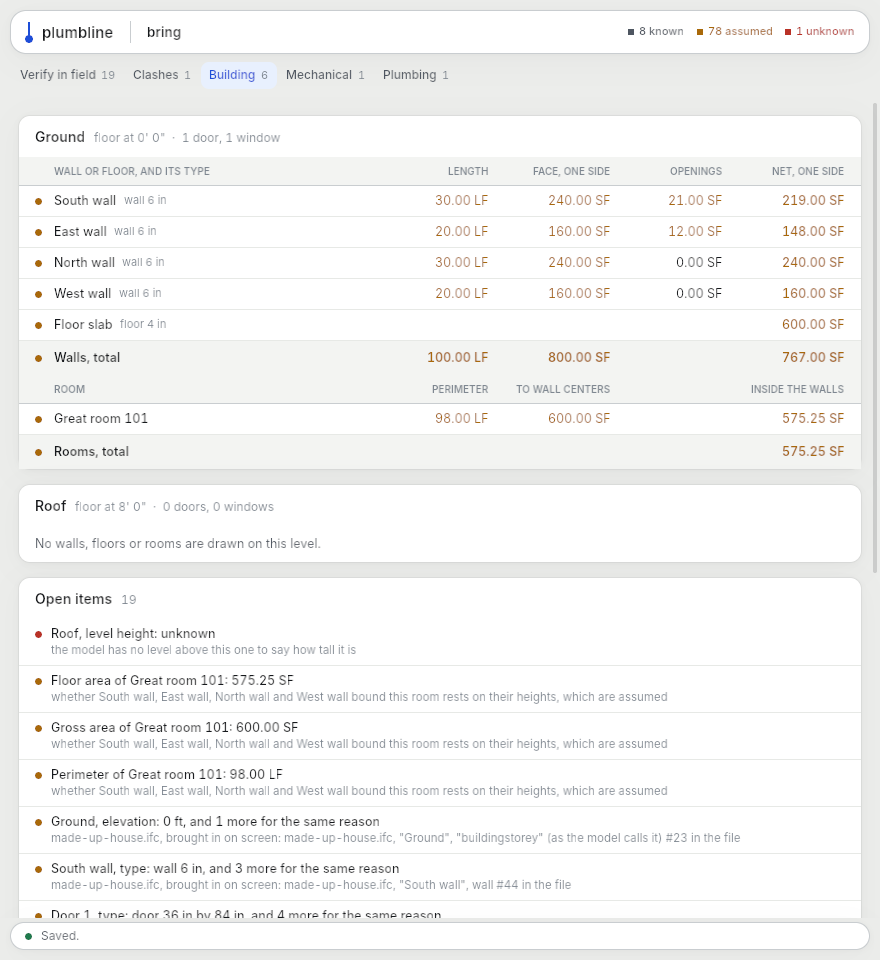 plumbline bring 8 known 78 assumed 1 unknown
Verify in field 19 Clashes 1 Building 6 Mechanical 1 Plumbing 1
Ground floor at 0' 0" · 1 door, 1 window
WALL OR FLOOR, AND ITS TYPE LENGTH FACE, ONE SIDE OPENINGS NET, ONE SIDE
South wall wall 6 in 30.00 LF 240.00 SF 21.00 SF 219.00 SF
East wall wall 6 in 20.00 LF 160.00 SF 12.00 SF 148.00 SF
North wall wall 6 in 30.00 LF 240.00 SF 0.00 SF 240.00 SF
West wall wall 6 in 20.00 LF 160.00 SF 0.00 SF 160.00 SF
Floor slab floor 4 in 600.00 SF
Walls, total 100.00 LF 800.00 SF 767.00 SF
ROOM PERIMETER TO WALL CENTERS INSIDE THE WALLS
Great room 101 98.00 LF 600.00 SF 575.25 SF
Rooms, total 575.25 SF
Roof floor at 8' 0" · 0 doors, 0 windows
No walls, floors or rooms are drawn on this level.
Open items 19
Roof, level height: unknown
the model has no level above this one to say how tall it is
Floor area of Great room 101: 575.25 SF
whether South wall, East wall, North wall and West wall bound this room rests on their heights, which are assumed
Gross area of Great room 101: 600.00 SF
whether South wall, East wall, North wall and West wall bound this room rests on their heights, which are assumed
Perimeter of Great room 101: 98.00 LF
whether South wall, East wall, North wall and West wall bound this room rests on their heights, which are assumed
Ground, elevation: 0 ft, and 1 more for the same reason
made-up-house.ifc, brought in on screen: made-up-house.ifc, "Ground", "buildingstorey" (as the model calls it) #23 in the file
South wall, type: wall 6 in, and 3 more for the same reason
made-up-house.ifc, brought in on screen: made-up-house.ifc, "South wall", wall #44 in the file
Door 1, type: door 36 in by 84 in, and 4 more for the same reason
Saved.